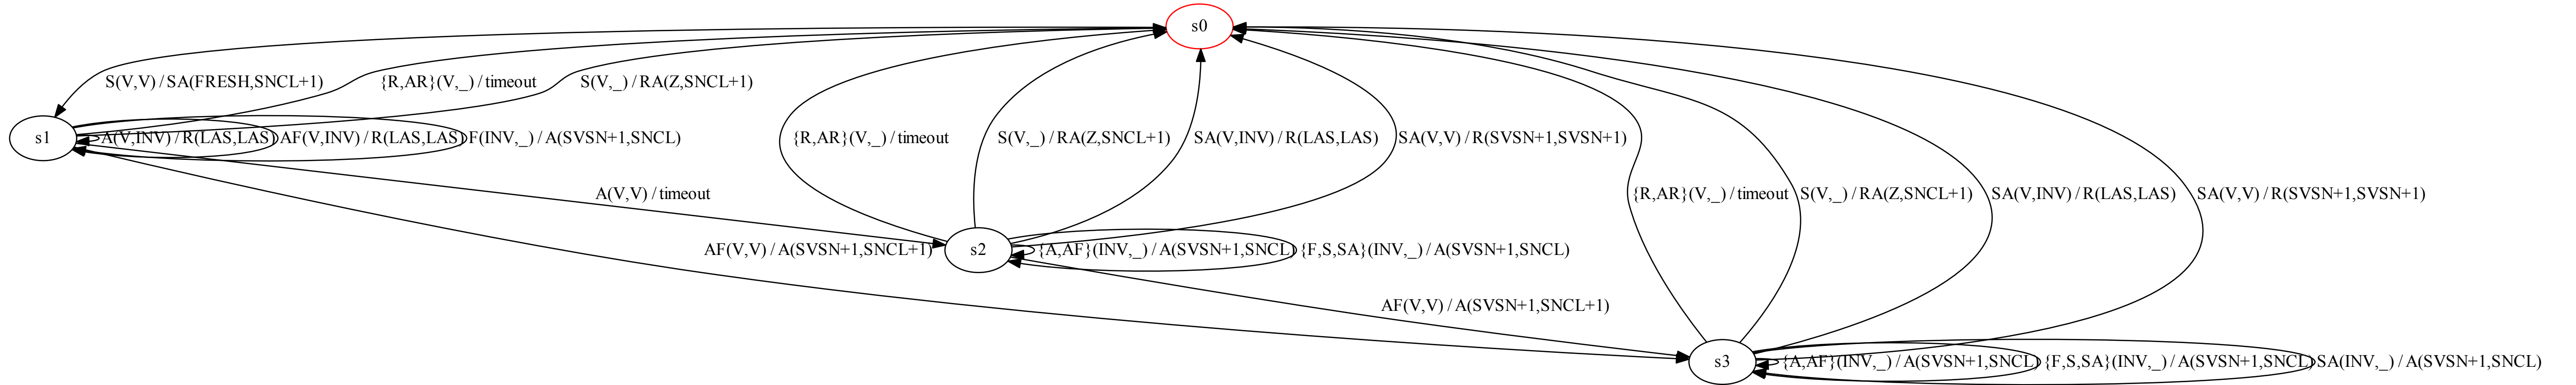 s0
S(V,V) / SA(FRESH,SNCL+1)
{R,AR}(V,_) / timeout
S(V,_) / RA(Z,SNCL+1)
s1
A(V,INV) / R(LAS,LAS)
AF(V,INV) / R(LAS,LAS)
F(INV,_) / A(SVSN+1,SNCL)
{R,AR}(V,_) / timeout
S(V,_) / RA(Z,SNCL+1)
SA(V,INV) / R(LAS,LAS)
SA(V,V) / R(SVSN+1,SVSN+1)
A(V,V) / timeout
{R,AR}(V,_) / timeout
S(V,_) / RA(Z,SNCL+1)
SA(V,INV) / R(LAS,LAS)
SA(V,V) / R(SVSN+1,SVSN+1)
AF(V,V) / A(SVSN+1,SNCL+1)
s2
{A,AF}(INV,_) / A(SVSN+1,SNCL)
{F,S,SA}(INV,_) / A(SVSN+1,SNCL)
AF(V,V) / A(SVSN+1,SNCL+1)
s3
{A,AF}(INV,_) / A(SVSN+1,SNCL)
{F,S,SA}(INV,_) / A(SVSN+1,SNCL)
SA(INV,_) / A(SVSN+1,SNCL)